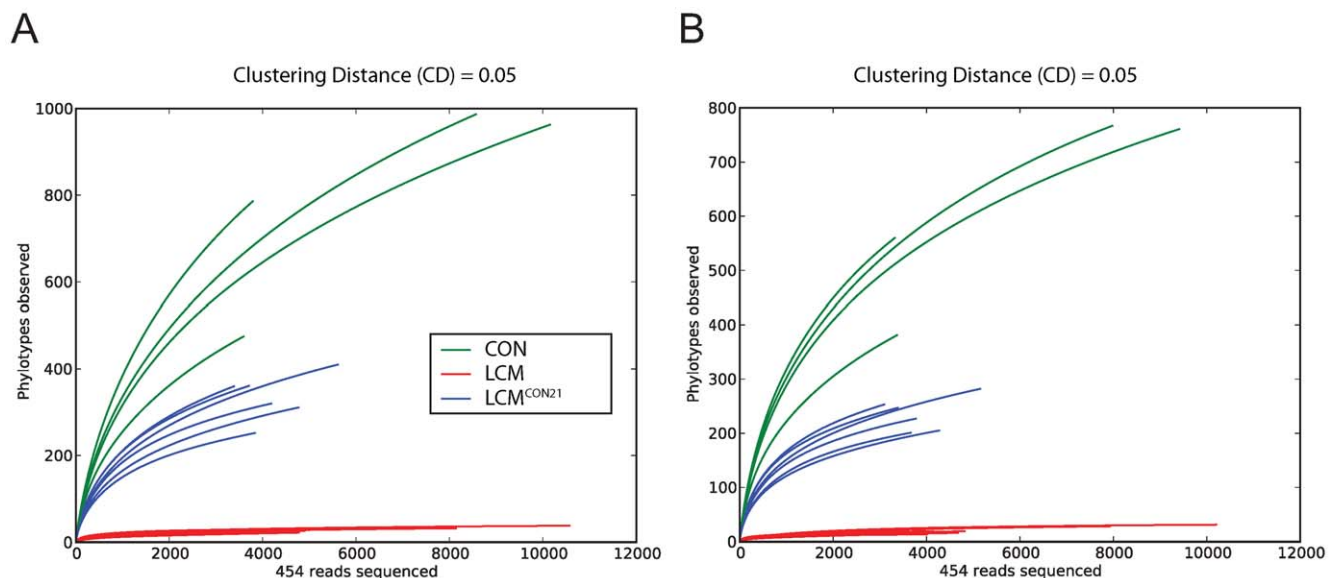 A
Clustering Distance (CD) = 0.05
1000
800
600
400
200
0
Phylotypes observed
0 2000 4000 6000 8000 10000 12000
454 reads sequenced
CON
LCM
LCM^CON21
B
Clustering Distance (CD) = 0.05
800
700
600
500
400
300
200
100
0
Phylotypes observed
0 2000 4000 6000 8000 10000 12000
454 reads sequenced